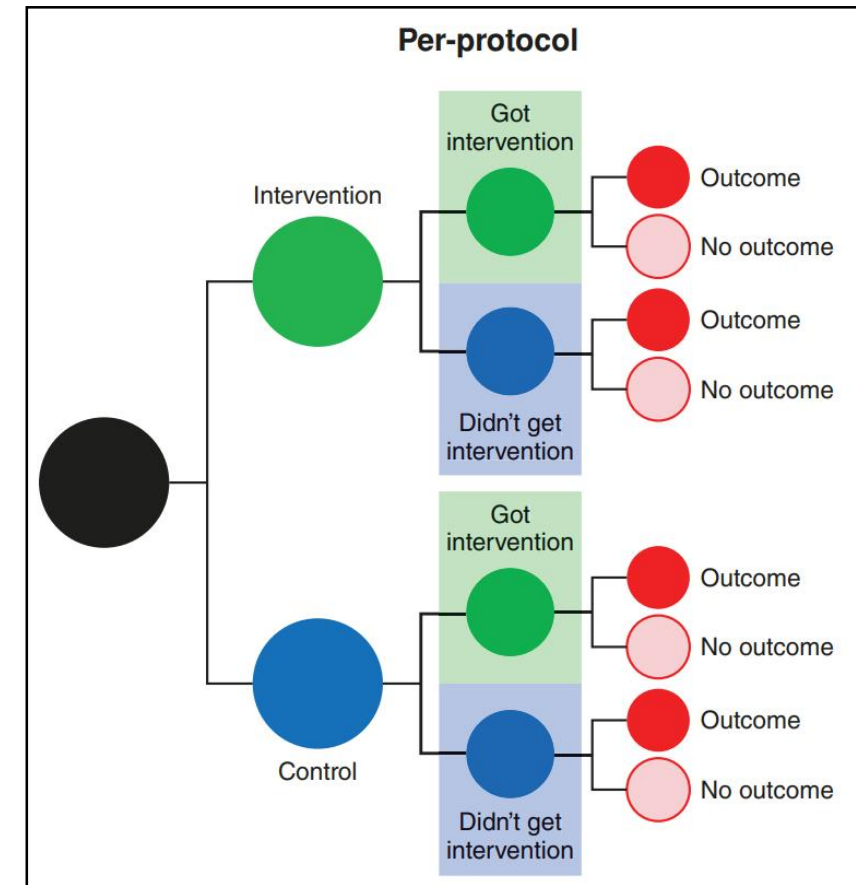 Per-protocol
Got
intervention
Intervention
Outcome
No outcome
Outcome
No outcome
Didn't get
intervention
Got
intervention
Outcome
No outcome
Control
Outcome
No outcome
Didn't get
intervention